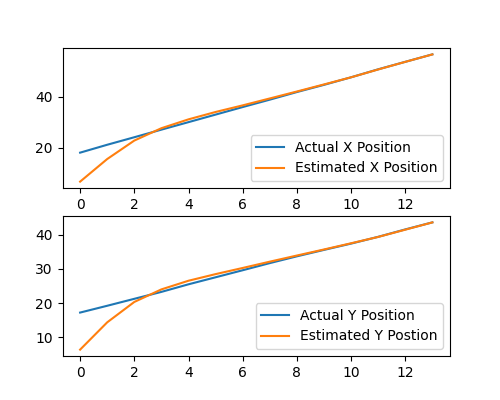 40
20
Actual X Position
Estimated X Position
0 2 4 6 8 10 12
40
30
20
10
Actual Y Position
Estimated Y Postion
0 2 4 6 8 10 12